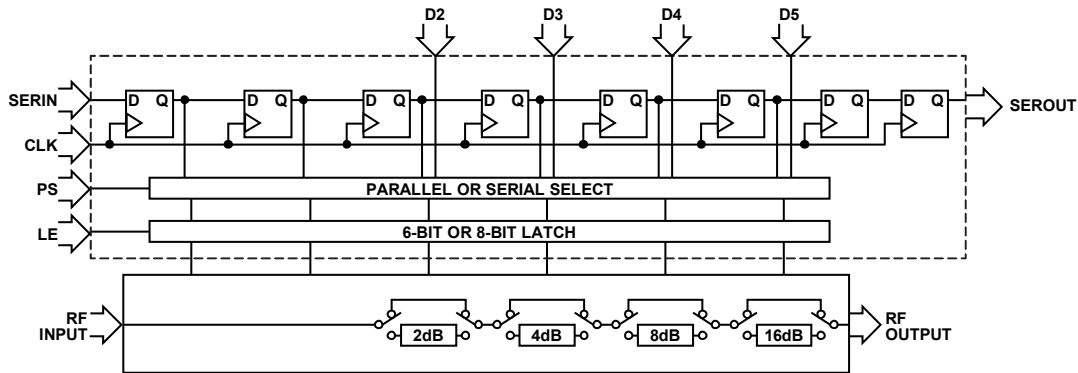 D2 D3 D4 D5
SERIN D Q D Q D Q D Q D Q D Q D Q D Q SEROUT
CLK
PS PARALLEL OR SERIAL SELECT
LE 6-BIT OR 8-BIT LATCH
RF
INPUT
2dB 4dB 8dB 16dB
RF
OUTPUT